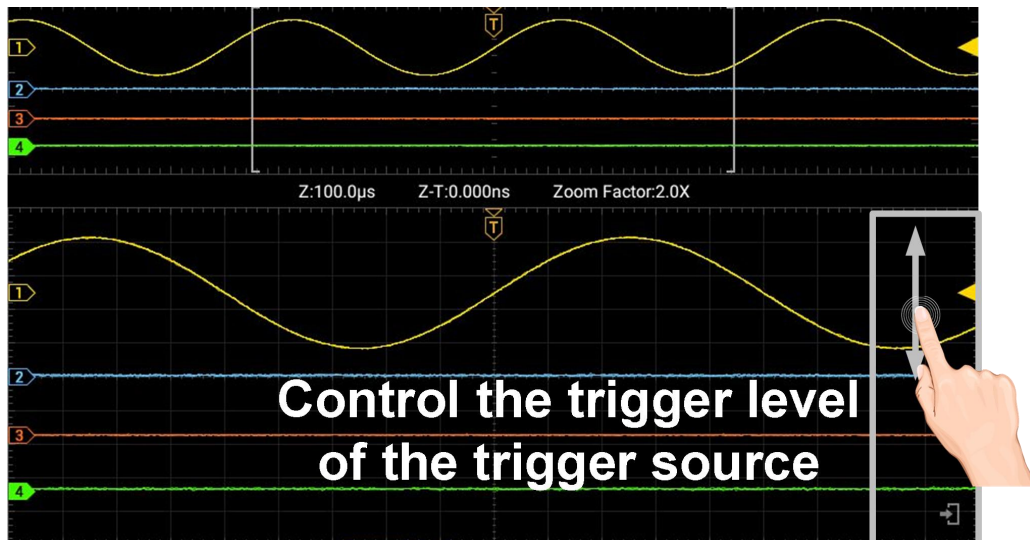 T
1
2
3
4
Z:100.0μs Z-T:0.000ns Zoom Factor:2.0X
T
1
2
Control the trigger level
3
of the trigger source
4